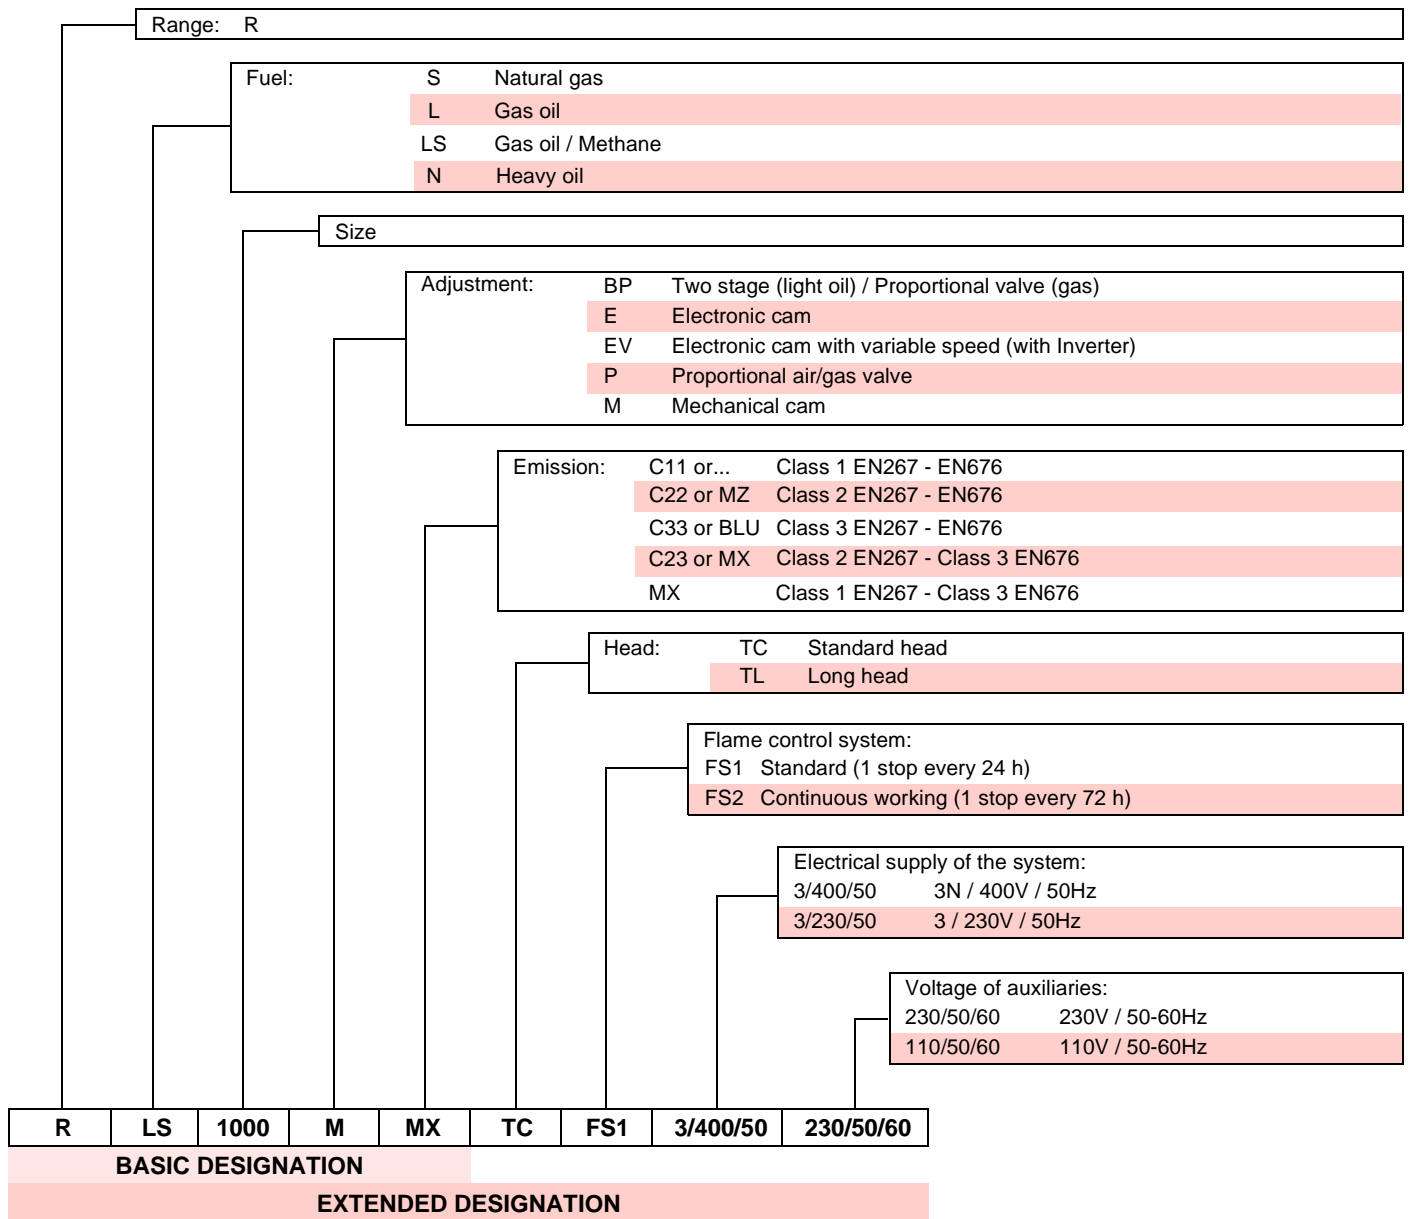 Range: R
Fuel: S Natural gas
L Gas oil
LS Gas oil / Methane
N Heavy oil
Size
Adjustment: BP Two stage (light oil) / Proportional valve (gas)
E Electronic cam
EV Electronic cam with variable speed (with Inverter)
P Proportional air/gas valve
M Mechanical cam
Emission: C11 or... Class 1 EN267 - EN676
C22 or MZ Class 2 EN267 - EN676
C33 or BLU Class 3 EN267 - EN676
C23 or MX Class 2 EN267 - Class 3 EN676
MX Class 1 EN267 - Class 3 EN676
Head: TC Standard head
TL Long head
Flame control system:
FS1 Standard (1 stop every 24 h)
FS2 Continuous working (1 stop every 72 h)
Electrical supply of the system:
3/400/50 3N / 400V / 50Hz
3/230/50 3 / 230V / 50Hz
Voltage of auxiliaries:
230/50/60 230V / 50-60Hz
110/50/60 110V / 50-60Hz
R LS 1000 M MX TC FS1 3/400/50 230/50/60
BASIC DESIGNATION
EXTENDED DESIGNATION